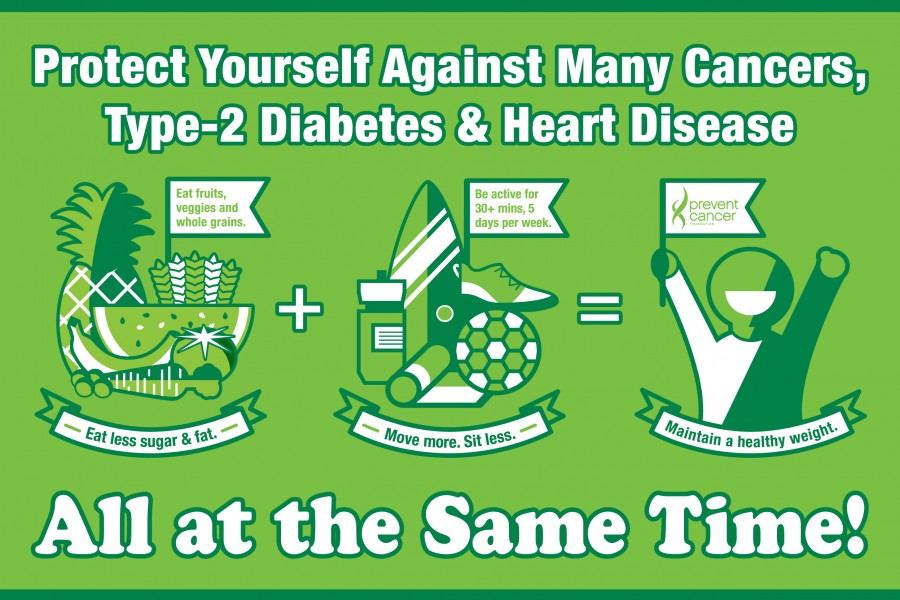 Protect Yourself Against Many Cancers,
Type-2 Diabetes & Heart Disease
Eat fruits,
veggies and
whole grains.
Be active for
30+ mins, 5
days per week.
prevent
cancer
FOUNDATION
+
=
Eat less sugar & fat.
Move more. Sit less.
Maintain a healthy weight.
All at the Same Time!